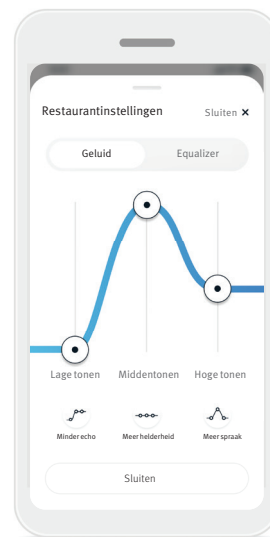 Restaurantinstellingen Sluiten ×
Geluid Equalizer
Lage tonen Middentonen Hoge tonen
Minder echo Meer helderheid Meer spraak
Sluiten